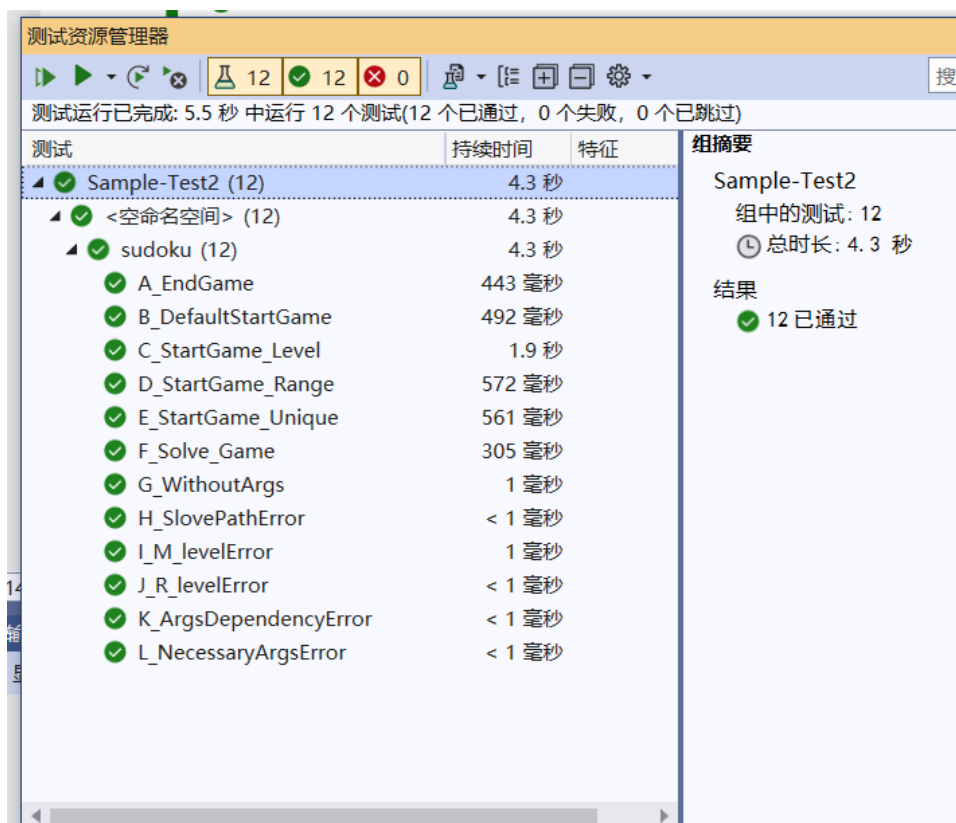 测试资源管理器
12 12 0
搜
测试运行已完成: 5.5 秒 中运行 12 个测试(12 个已通过，0 个失败，0 个已跳过)
测试 持续时间 特征
Sample-Test2 (12) 4.3 秒
<空命名空间> (12) 4.3 秒
sudoku (12) 4.3 秒
A_EndGame 443 毫秒
B_DefaultStartGame 492 毫秒
C_StartGame_Level 1.9 秒
D_StartGame_Range 572 毫秒
E_StartGame_Unique 561 毫秒
F_Solve_Game 305 毫秒
G_WithoutArgs 1 毫秒
H_SlovePathError < 1 毫秒
I_M_levelError 1 毫秒
J_R_levelError < 1 毫秒
K_ArgsDependencyError < 1 毫秒
L_NecessaryArgsError < 1 毫秒
组摘要
Sample-Test2
组中的测试: 12
总时长: 4.3 秒
结果
12 已通过
14